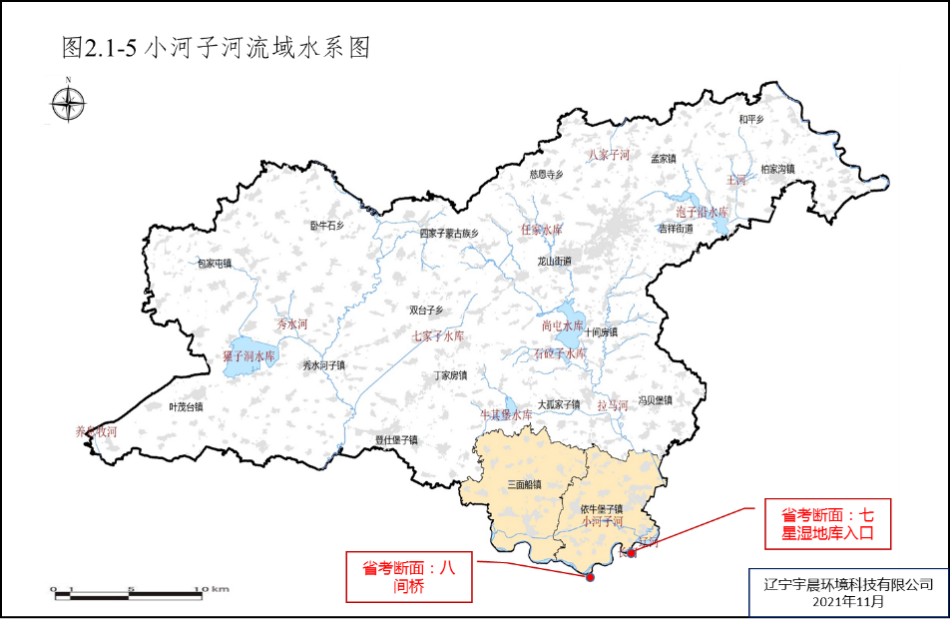 图2.1-5 小河子河流域水系图
N
和平乡
八家子河
孟家镇
柏家沟镇
王河
慈恩寺乡
泡子沿水库
卧牛石乡
吉祥街道
四家子蒙古族乡
任家水库
龙山街道
包家屯镇
双台子乡
秀水河
尚屯水库
十间房镇
七家子水库
獾子洞水库
石砬子水库
秀水河子镇
丁家房镇
叶茂台镇
牛其堡水库
大孤家子镇
拉马河
冯贝堡镇
养息牧河
登仕堡子镇
三面船镇
依牛堡子镇
小河子河
省考断面：七
星湿地库入口
辽河
省考断面：八
间桥
0 5 10 km
辽宁宇晨环境科技有限公司
2021年11月